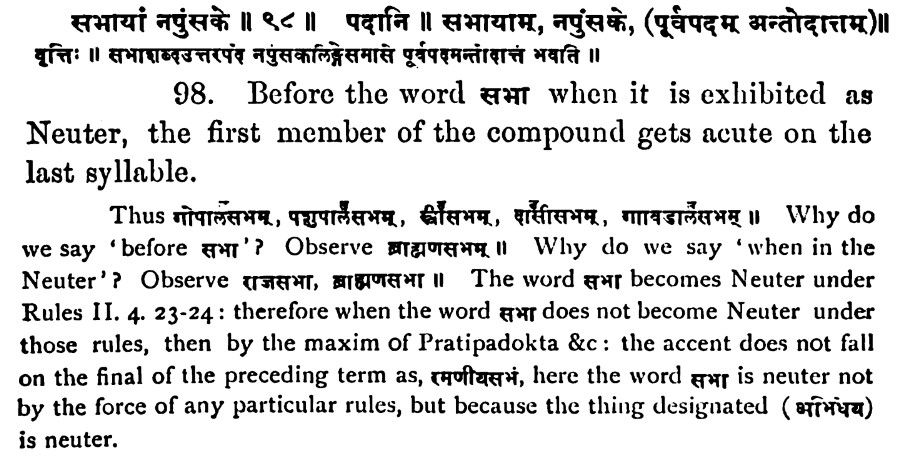 सभायां नपुंसके ॥ ९८ ॥ पदानि ॥ सभायाम्, नपुंसके, (पूर्वपदम् अन्तोदात्तम्)॥
वृत्तिः ॥ सभाशब्दउत्तरपदे नपुंसकलिङ्गेसमासे पूर्वपदमन्तोदात्तं भवति ॥
98. Before the word सभा when it is exhibited as
Neuter, the first member of the compound gets acute on the
last syllable.
Thus गोपाल॑सभम्, पशुपाल॑सभम्, स्त्री॑सभम्, दासी॑सभम्, Why do
we say 'before सभा'? Observe ब्राह्मणसभम् ॥ Why do we say 'when in the
Neuter'? Observe राजसभा, ब्राह्मणसभा ॥ The word सभा becomes Neuter under
Rules II. 4. 23-24: therefore when the word सभा does not become Neuter under
those rules, then by the maxim of Pratipadokta &c: the accent does not fall
on the final of the preceding term as, रमणीयसभं, here the word सभा is neuter not
by the force of any particular rules, but because the thing designated (अभिधेय)
is neuter.